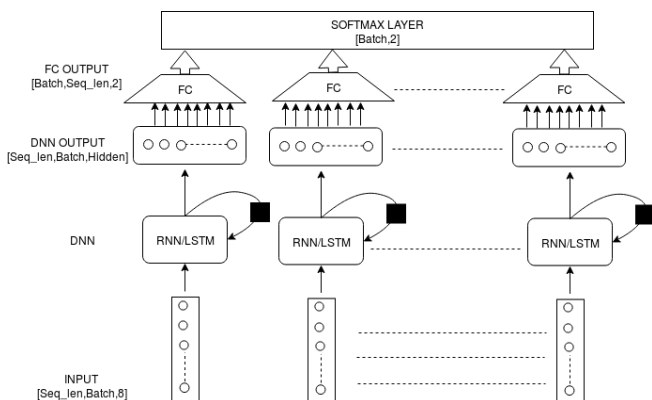 SOFTMAX LAYER
[Batch,2]
FC OUTPUT
[Batch,Seq_len,2]
FC
FC
FC
DNN OUTPUT
[Seq_len,Batch,Hidden]
DNN
RNN/LSTM
RNN/LSTM
RNN/LSTM
INPUT
[Seq_len,Batch,8]